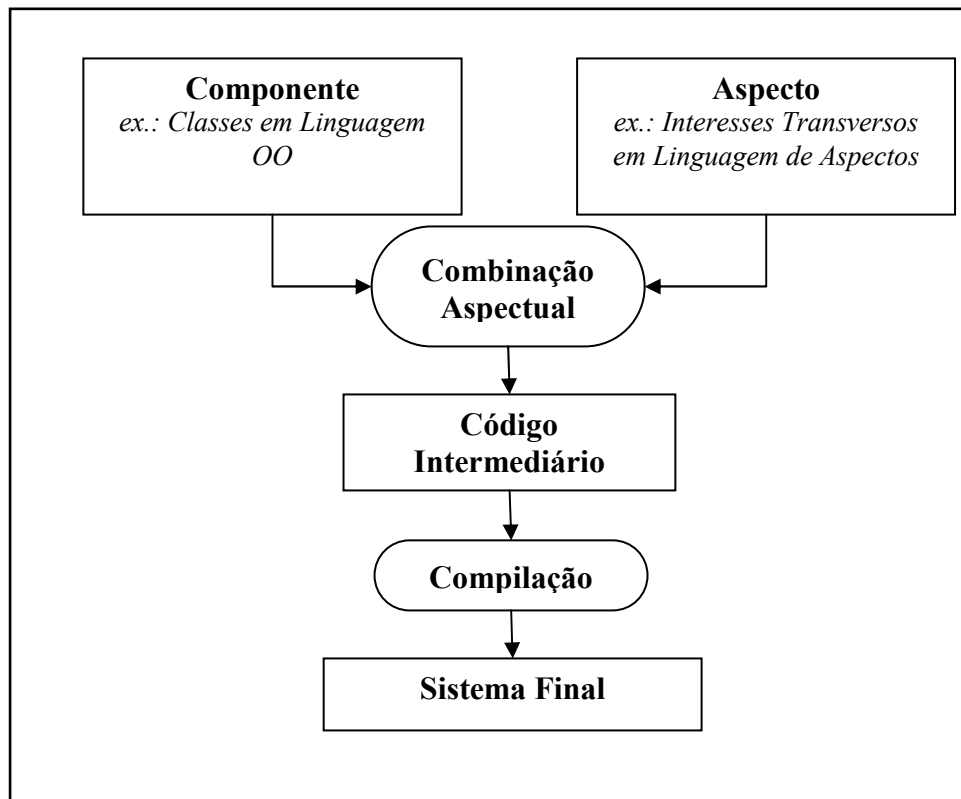 Componente
ex.: Classes em Linguagem
OO
Aspecto
ex.: Interesses Transversos
em Linguagem de Aspectos
Combinação
Aspectual
Código
Intermediário
Compilação
Sistema Final